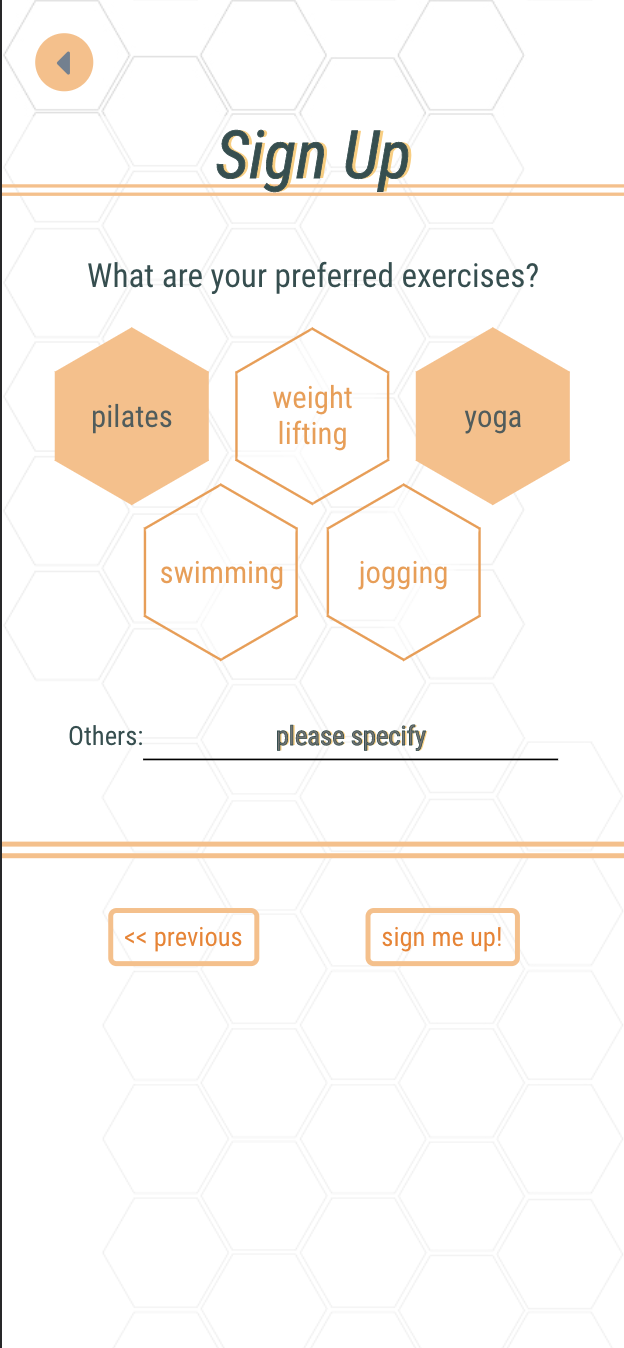 Sign Up
What are your preferred exercises?
pilates
weight
lifting
yoga
swimming
jogging
Others: please specify
<< previous
sign me up!